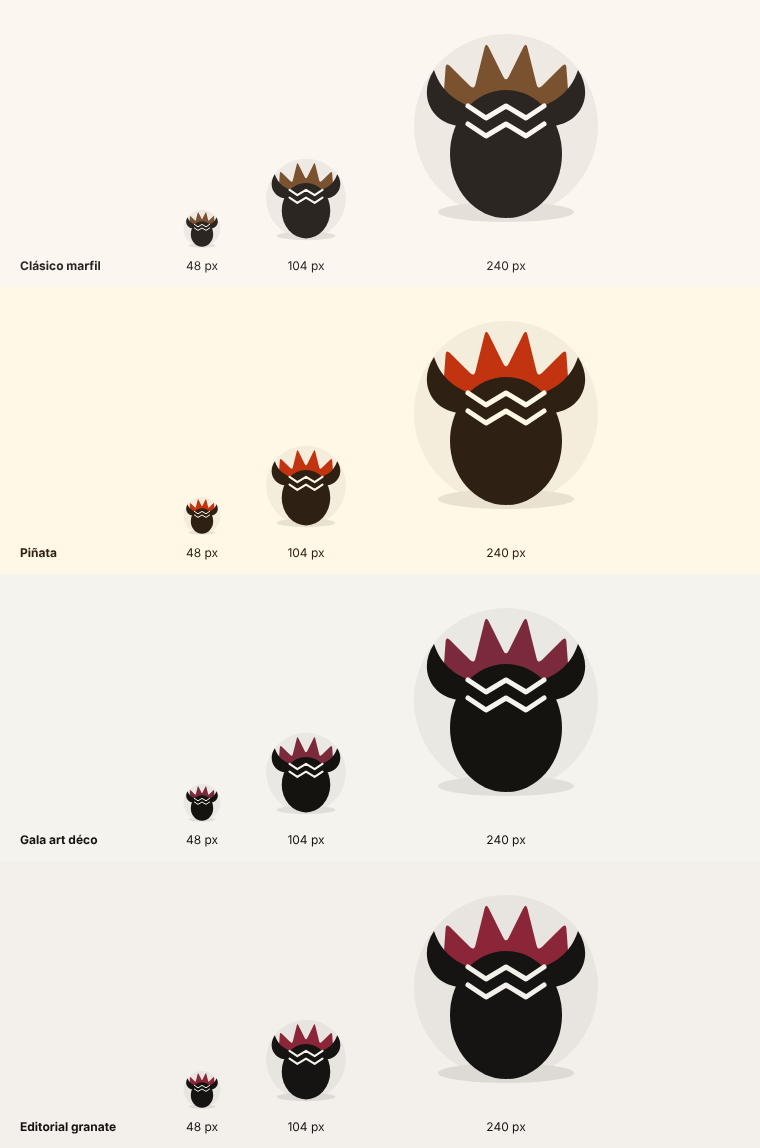 Clásico marfil 48 px 104 px 240 px
Piñata 48 px 104 px 240 px
Gala art déco 48 px 104 px 240 px
Editorial granate 48 px 104 px 240 px